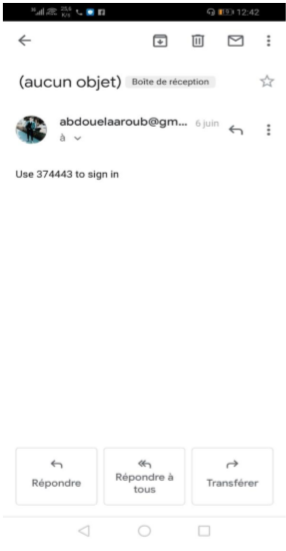 12:42
(aucun objet) Boîte de réception
abdouelaaroub@gm... 6 juin
à
Use 374443 to sign in
Répondre
Répondre à tous
Transférer